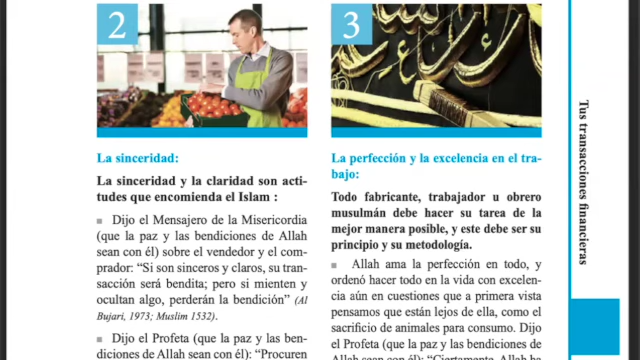 2
La sinceridad:
La sinceridad y la claridad son acti-
tudes que encomienda el Islam :
■ Dijo el Mensajero de la Misericordia
(que la paz y las bendiciones de Allah
sean con él) sobre el vendedor y el com-
prador: “Si son sinceros y claros, su tran-
sacción será bendita; pero si mienten y
ocultan algo, perderán la bendición” (Al
Bujari, 1973; Muslim 1532).
■ Dijo el Profeta (que la paz y las ben-
diciones de Allah sean con él): “Procuren
3
La perfección y la excelencia en el tra-
bajo:
Todo fabricante, trabajador u obrero
musulmán debe hacer su tarea de la
mejor manera posible, y este debe ser su
principio y su metodología.
■ Allah ama la perfección en todo, y
ordenó hacer todo en la vida con excelen-
cia aún en cuestiones que a primera vista
pensamos que están lejos de ella, como el
sacrificio de animales para consumo. Dijo
el Profeta (que la paz y las bendiciones de
Allah sean con él): “Ciertamente, Allah ha
Tus transacciones financieras